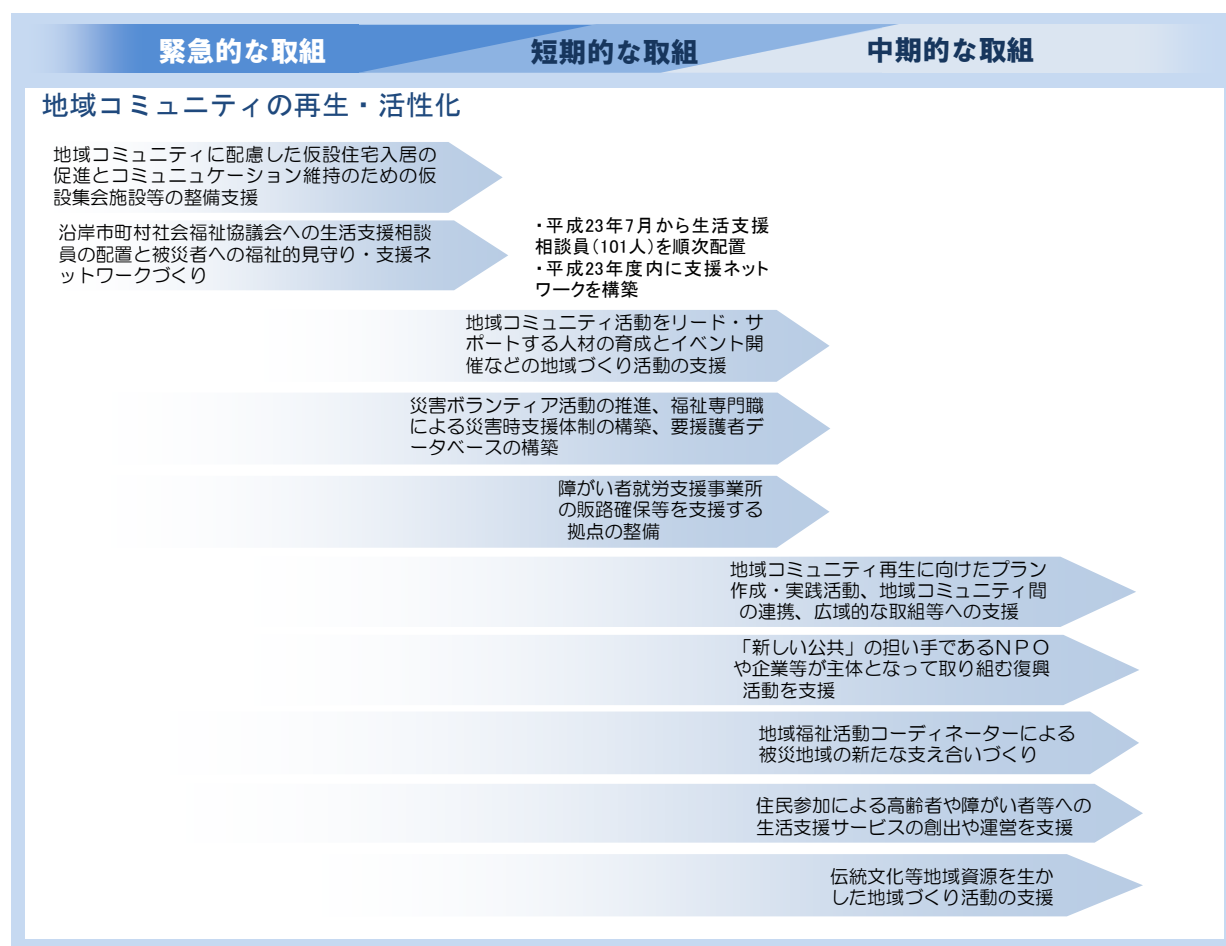 緊急的な取組
短期的な取組
中期的な取組
地域コミュニティの再生・活性化
地域コミュニティに配慮した仮設住宅入居の
促進とコミュニュケーション維持のための仮
設集会施設等の整備支援
沿岸市町村社会福祉協議会への生活支援相談
員の配置と被災者への福祉的見守り・支援ネ
ットワークづくり
・平成23年7月から生活支援
相談員(101人)を順次配置
・平成23年度内に支援ネット
ワークを構築
地域コミュニティ活動をリード・サ
ポートする人材の育成とイベント開
催などの地域づくり活動の支援
災害ボランティア活動の推進、福祉専門職
による災害時支援体制の構築、要援護者デ
ータベースの構築
障がい者就労支援事業所
の販路確保等を支援する
拠点の整備
地域コミュニティ再生に向けたプラン
作成・実践活動、地域コミュニティ間
の連携、広域的な取組等への支援
「新しい公共」の担い手であるNPO
や企業等が主体となって取り組む復興
活動を支援
地域福祉活動コーディネーターによる
被災地域の新たな支え合いづくり
住民参加による高齢者や障がい者等への
生活支援サービスの創出や運営を支援
伝統文化等地域資源を生か
した地域づくり活動の支援